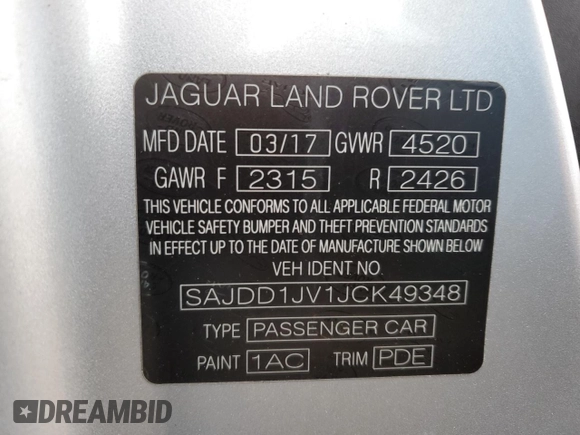 JAGUAR LAND ROVER LTD
MFD DATE 03/17 GVWR 4520
GAWR F 2315 R 2426
THIS VEHICLE CONFORMS TO ALL APPLICABLE FEDERAL MOTOR
VEHICLE SAFETY BUMPER AND THEFT PREVENTION STANDARDS
IN EFFECT UP TO THE DATE OF MANUFACTURE SHOWN BELOW
VEH IDENT NO.
SAJDD1JV1JCK49348
TYPE PASSENGER CAR
PAINT 1AC TRIM PDE
DREAMBID